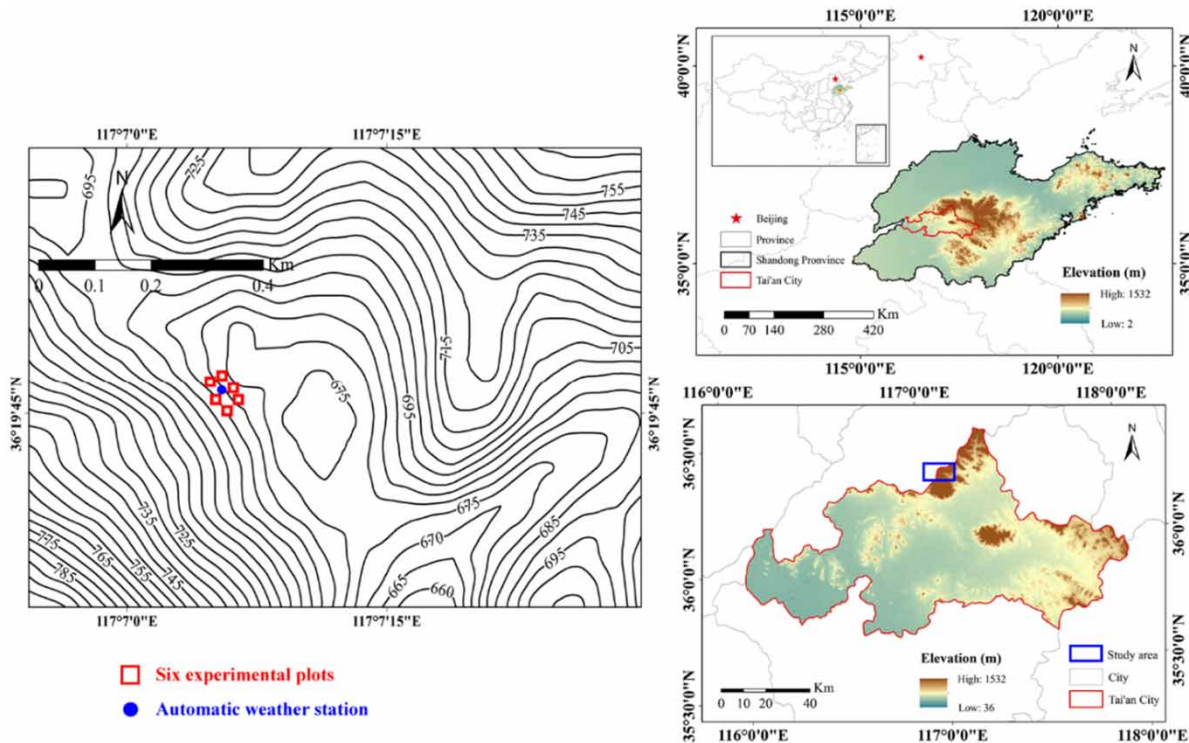 117°7'0"E
117°7'15"E
695
725
755
745
735
N
Km
0
0.1
0.2
0.4
715
705
695
675
36°19'45"N
36°19'45"N
675
735
725
685
670
775
765
755
745
695
785
665
660
117°7'0"E
117°7'15"E
Six experimental plots
Automatic weather station
115°0'0"E
120°0'0"E
40°0'0"N
40°0'0"N
N
Beijing
Province
Shandong Pronvince
Tai'an City
35°0'0"N
35°0'0"N
Elevation (m)
High: 1532
Low: 2
Km
0 70 140 280 420
115°0'0"E
120°0'0"E
116°0'0"E
117°0'0"E
118°0'0"E
36°30'0"N
N
36°0'0"N
36°0'0"N
35°30'0"N
35°30'0"N
Elevation (m)
High: 1532
Low: 36
Study area
City
Tai'an City
Km
0 10 20 40
116°0'0"E
117°0'0"E
118°0'0"E